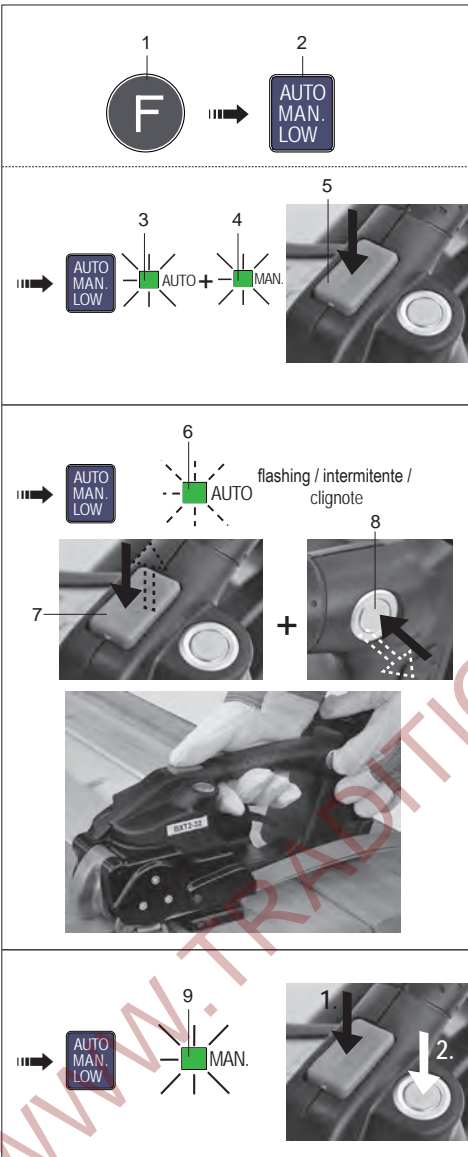 1
2
F
AUTO
MAN.
LOW
5
3
4
AUTO
MAN.
LOW
AUTO + MAN.
6
AUTO
MAN.
LOW
AUTO
flashing / intermitente /
clignote
7
+
8
BXT2-32
9
AUTO
MAN.
LOW
MAN.
1.
2.
WWW.TRADITI